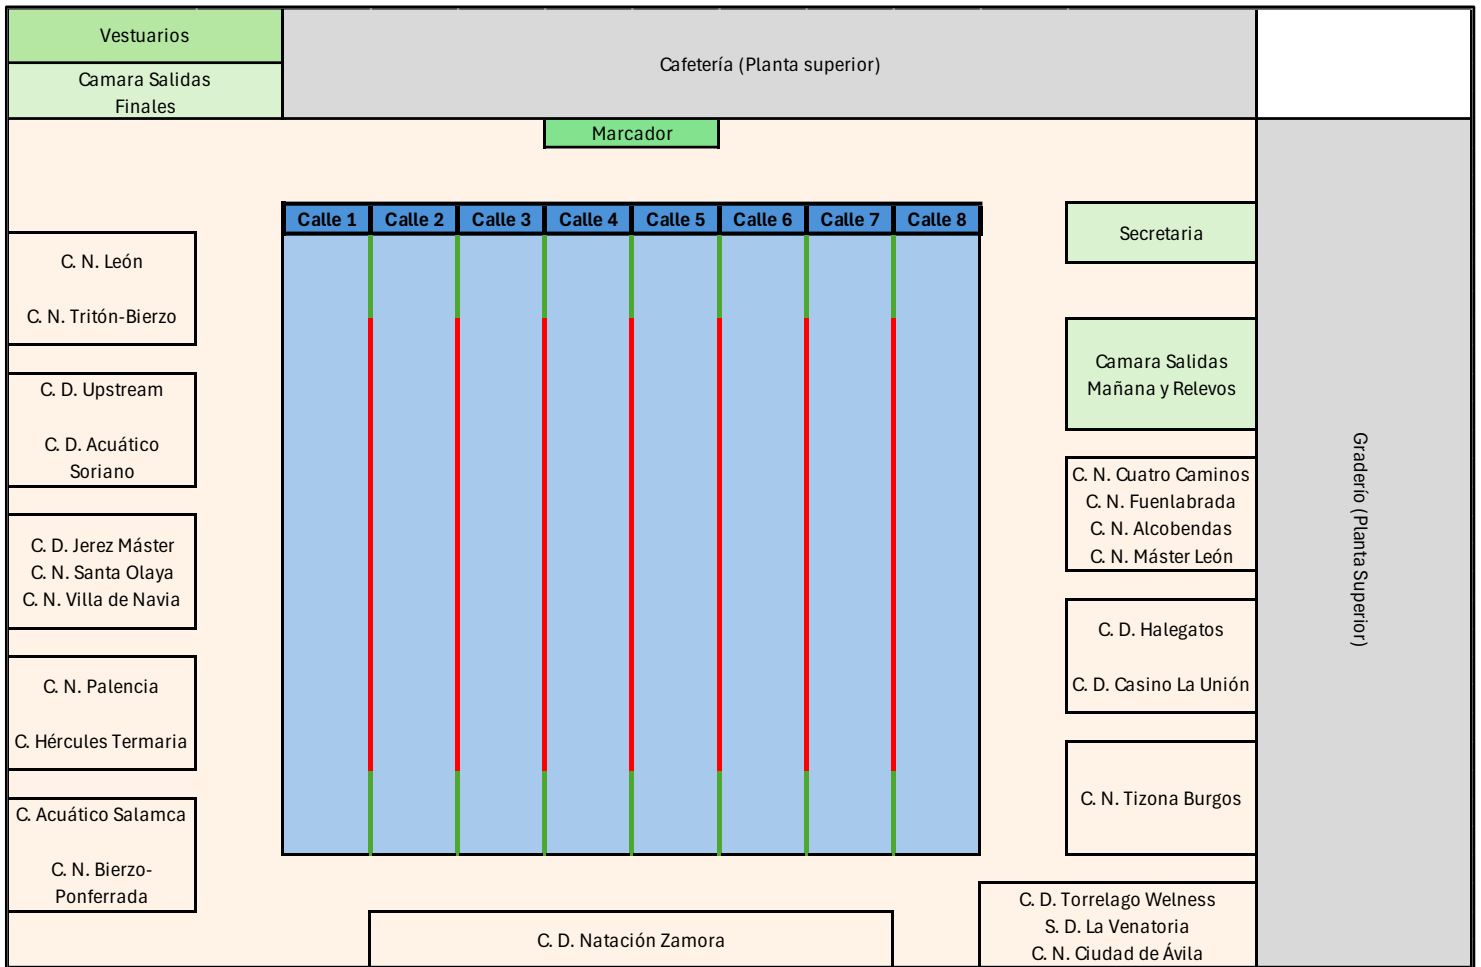 Vestuarios
Camara Salidas
Finales
Cafetería (Planta superior)
Marcador
Calle 1
Calle 2
Calle 3
Calle 4
Calle 5
Calle 6
Calle 7
Calle 8
C. N. León
C. N. Tritón-Bierzo
C. D. Upstream
C. D. Acuático
Soriano
C. D. Jerez Máster
C. N. Santa Olaya
C. N. Villa de Navia
C. N. Palencia
C. Hércules Termaria
C. Acuático Salamca
C. N. Bierzo-
Ponferrada
C. D. Natación Zamora
Secretaria
Camara Salidas
Mañana y Relevos
C. N. Cuatro Caminos
C. N. Fuenlabrada
C. N. Alcobendas
C. N. Máster León
C. D. Halegatos
C. D. Casino La Unión
C. N. Tizona Burgos
C. D. Torrelago Welness
S. D. La Venatoria
C. N. Ciudad de Ávila
Graderío (Planta Superior)